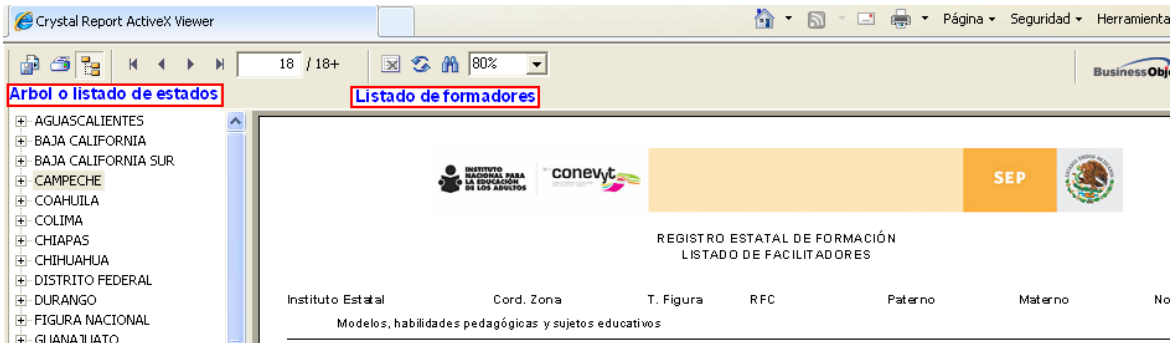 Crystal Report ActiveX Viewer
Página Seguridad Herramienta
18 / 18+ 80%
BusinessObj
Arbol o listado de estados
Listado de formadores
AGUASCALIENTES
BAJA CALIFORNIA
BAJA CALIFORNIA SUR
CAMPECHE
COAHUILA
COLIMA
CHIAPAS
CHIHUAHUA
DISTRITO FEDERAL
DURANGO
FIGURA NACIONAL
GUANAJUATO
INSTITUTO
NACIONAL PARA
LA EDUCACIÓN
DE LOS ADULTOS
conevyt
SEP
REGISTRO ESTATAL DE FORMACIÓN
LISTADO DE FACILITADORES
Instituto Estatal Cord. Zona T. Figura RFC Paterno Materno No
Modelos, habilidades pedagógicas y sujetos educativos